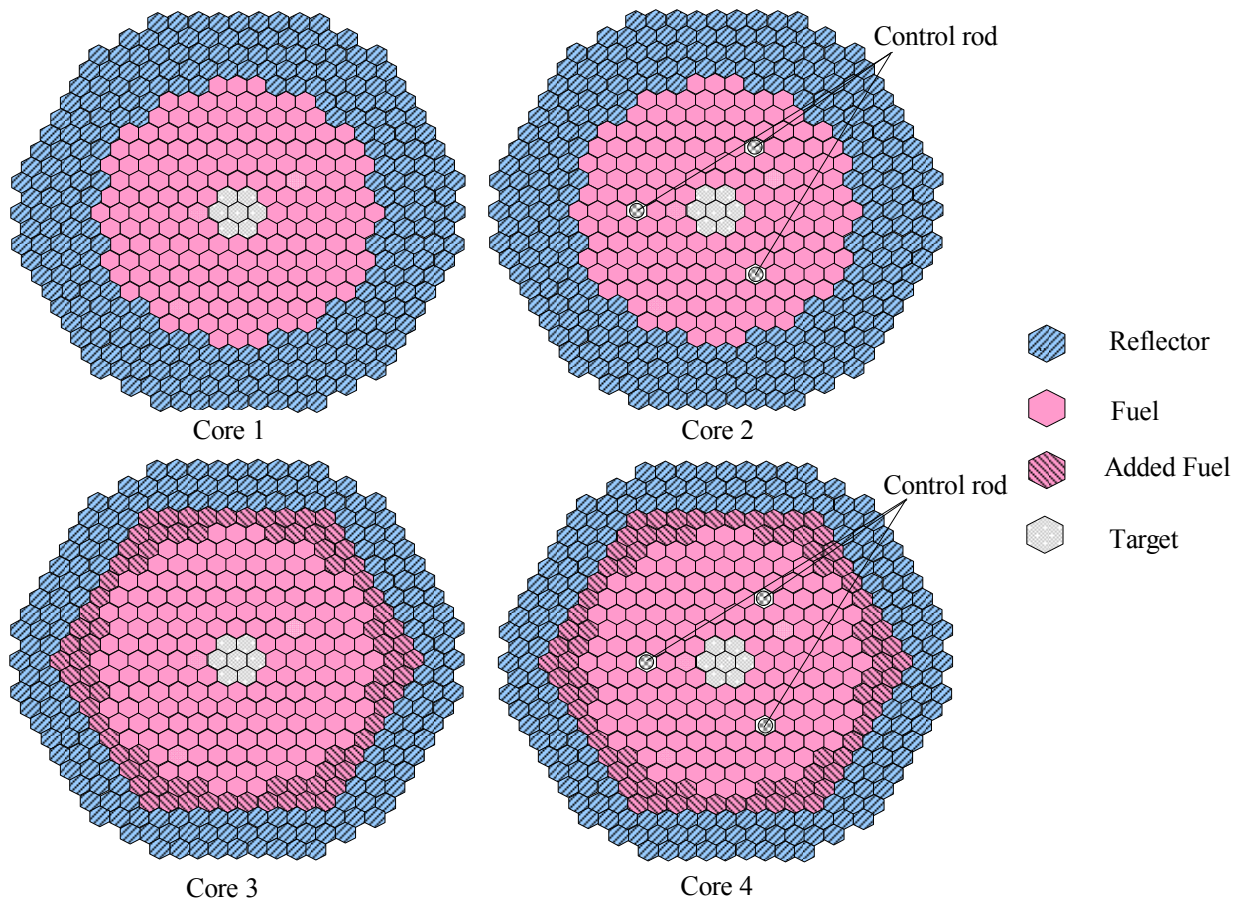 Control rod
Core 1
Core 2
Reflector
Fuel
Added Fuel
Target
Control rod
Core 3
Core 4